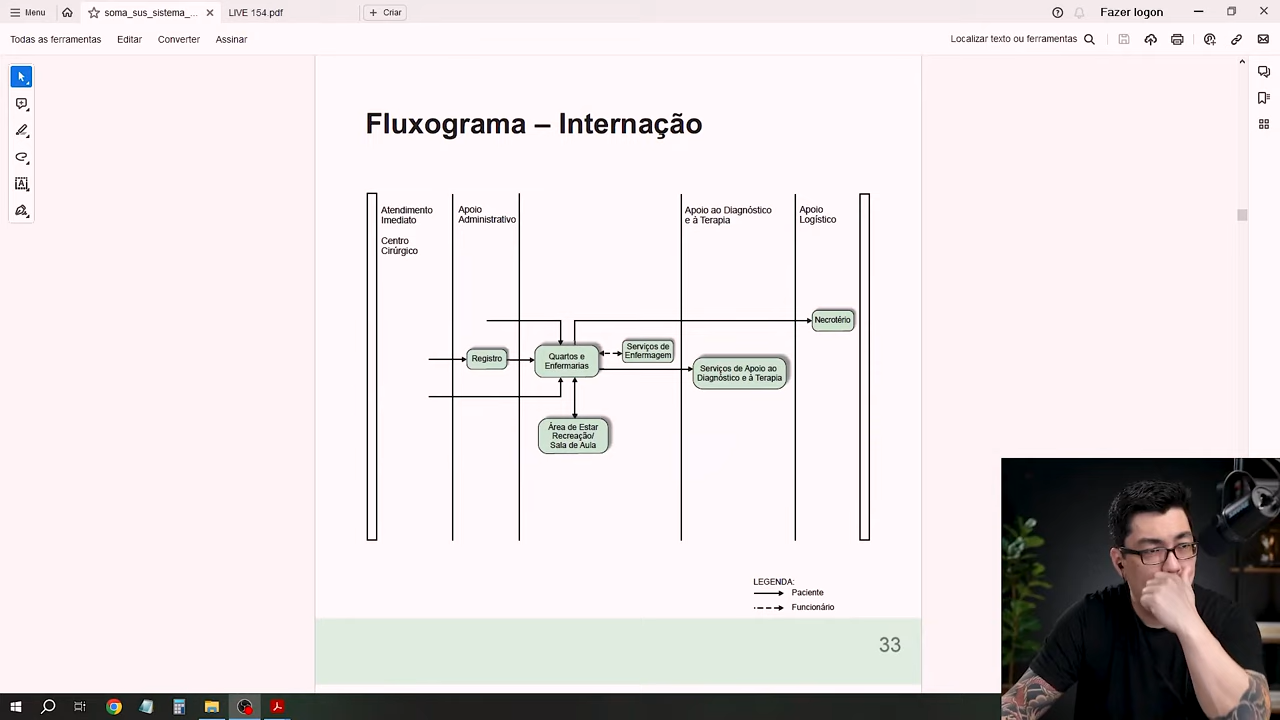 Menu
soma_sus_sistema_...
LIVE 154.pdf
Criar
Fazer logon
Todas as ferramentas
Editar
Converter
Assinar
Localizar texto ou ferramentas
Fluxograma – Internação
Atendimento
Imediato
Centro
Cirúrgico
Apoio
Administrativo
Apoio ao Diagnóstico
e à Terapia
Apoio
Logístico
Necrotério
Registro
Quartos e
Enfermarias
Serviços de
Enfermagem
Serviços de Apoio ao
Diagnóstico e à Terapia
Área de Estar
Recreação/
Sala de Aula
LEGENDA:
Paciente
Funcionário
33